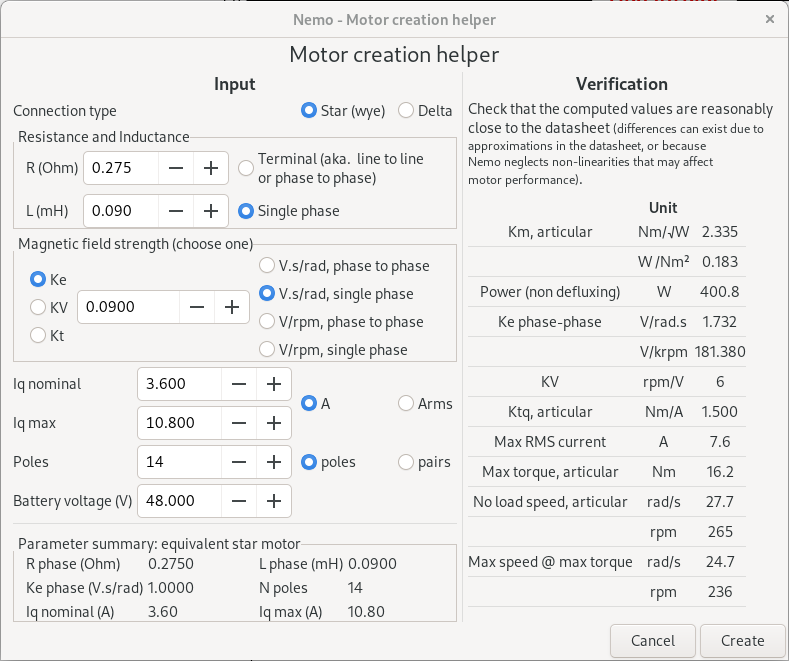 Nemo - Motor creation helper
Motor creation helper
Input
Connection type
Star (wye)
Delta
Resistance and Inductance
R (Ohm)
0.275
Terminal (aka. line to line
or phase to phase)
L (mH)
0.090
Single phase
Magnetic field strength (choose one)
Ke
KV
Kt
0.0900
V.s/rad, phase to phase
V.s/rad, single phase
V/rpm, phase to phase
V/rpm, single phase
Iq nominal
3.600
A
Arms
Iq max
10.800
Poles
14
poles
pairs
Battery voltage (V)
48.000
Parameter summary: equivalent star motor
R phase (Ohm) 0.2750 L phase (mH) 0.0900
Ke phase (V.s/rad) 1.0000 N poles 14
Iq nominal (A) 3.60 Iq max (A) 10.80
Verification
Check that the computed values are reasonably
close to the datasheet (differences can exist due to
approximations in the datasheet, or because
Nemo neglects non-linearities that may affect
motor performance).
Unit
Km, articular Nm/√W 2.335
W/Nm² 0.183
Power (non defluxing) W 400.8
Ke phase-phase V/rad.s 1.732
V/krpm 181.380
KV rpm/V 6
Ktq, articular Nm/A 1.500
Max RMS current A 7.6
Max torque, articular Nm 16.2
No load speed, articular rad/s 27.7
rpm 265
Max speed @ max torque rad/s 24.7
rpm 236
Cancel
Create